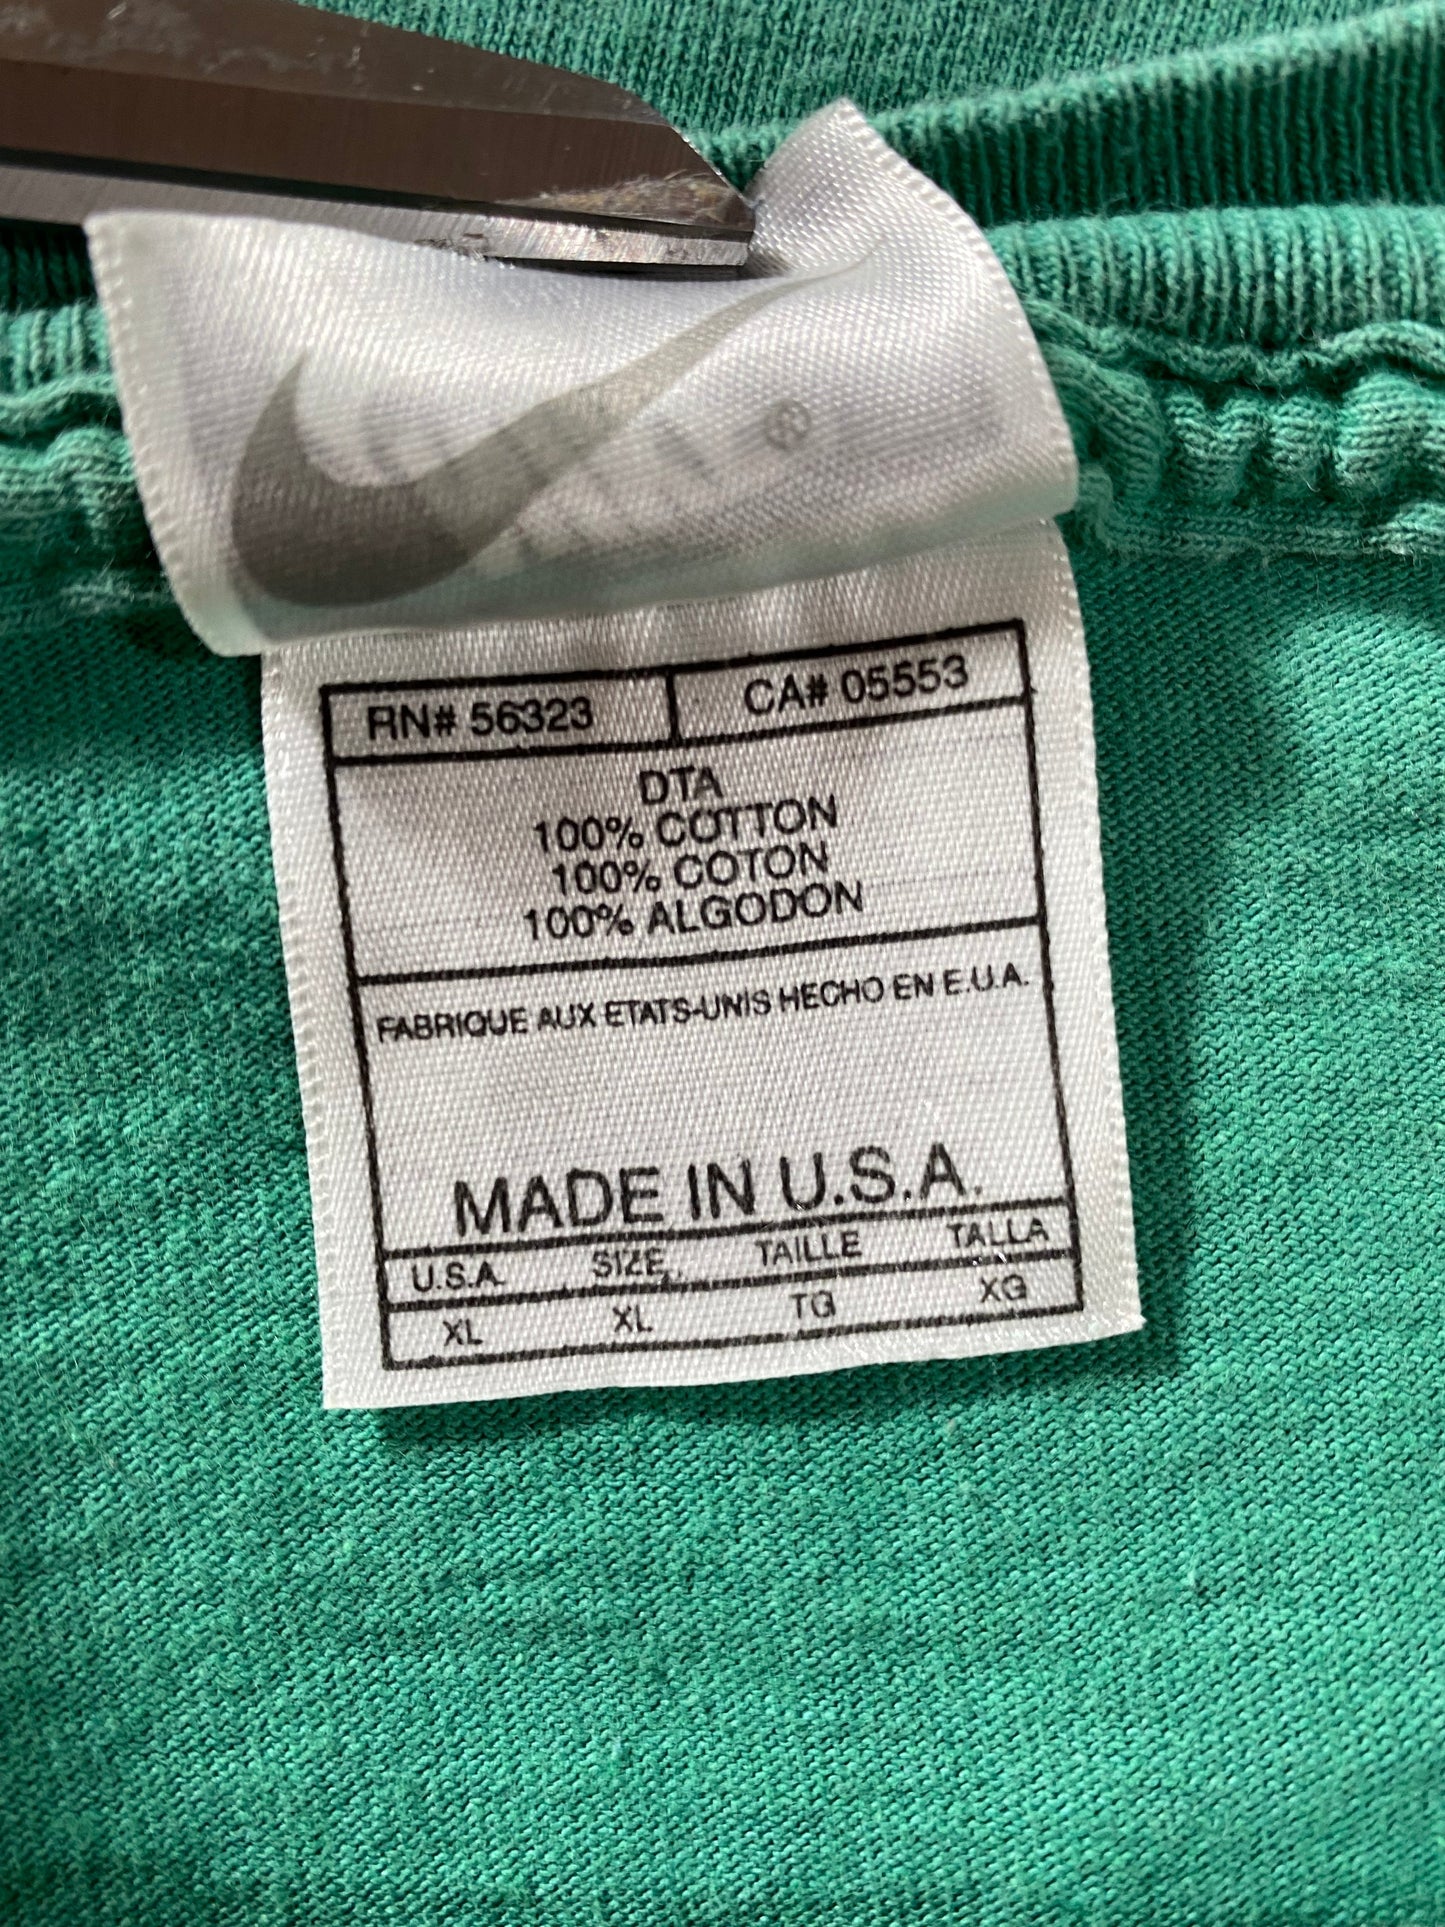 ®
RN# 56323 CA# 05553
DTA
100% COTTON
100% COTON
100% ALGODON
FABRIQUE AUX ETATS-UNIS HECHO EN E.U.A.
MADE IN U.S.A.
U.S.A. SIZE TAILLE TALLA
XL XL TG XG